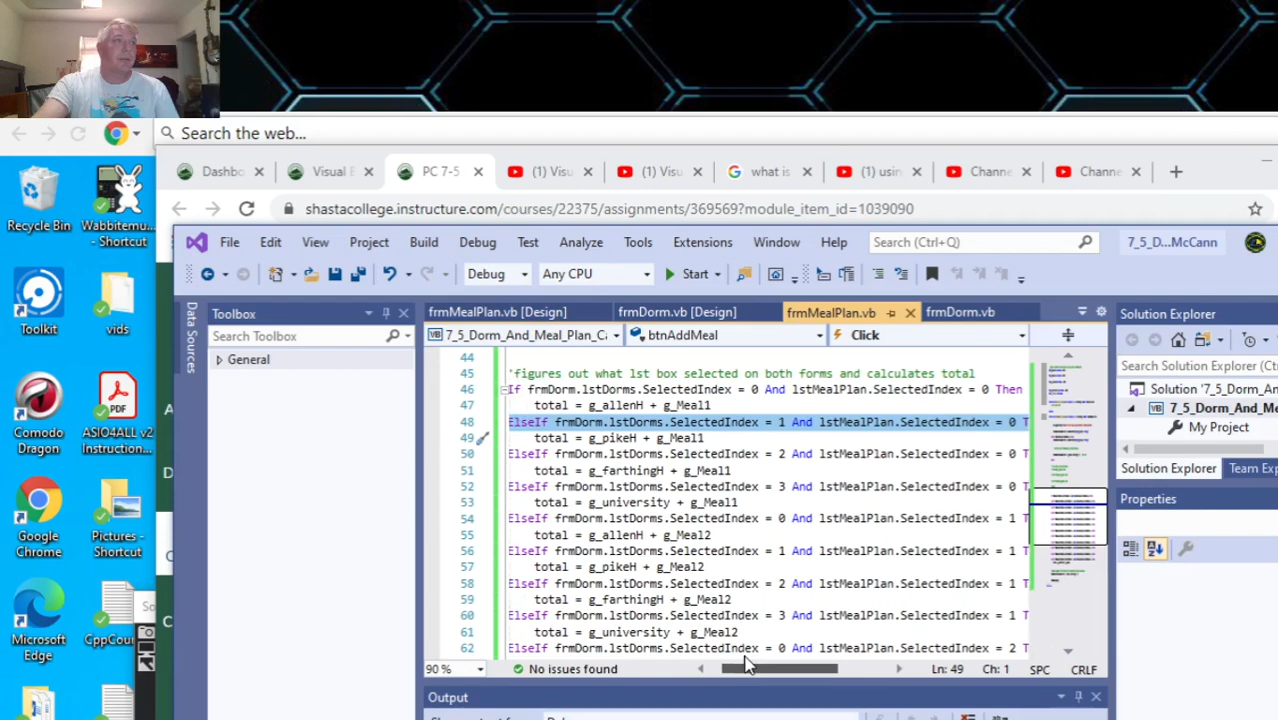 Search the web...
Dashbo
Visual B
PC 7-5
(1) Visu
(1) Visu
what is
(1) usin
Channe
Channe
shastacollege.instructure.com/courses/22375/assignments/369569?module_item_id=1039090
File Edit View Project Build Debug Test Analyze Tools Extensions Window Help Search (Ctrl+Q) 7_5_D...McCann
Debug Any CPU Start
Recycle Bin
Wabbitemu... - Shortcut
Toolkit
vids
Comodo Dragon
ASIO4ALL v2 Instruction...
Google Chrome
Pictures - Shortcut
Microsoft Edge
CppCour
Data Sources
Toolbox
Search Toolbox
General
frmMealPlan.vb [Design] frmDorm.vb [Design] frmMealPlan.vb frmDorm.vb
7_5_Dorm_And_Meal_Plan_C btnAddMeal Click
44
45 'figures out what lst box selected on both forms and calculates total
46 If frmDorm.lstDorms.SelectedIndex = 0 And lstMealPlan.SelectedIndex = 0 Then
47 total = g_allenH + g_Meal1
48 ElseIf frmDorm.lstDorms.SelectedIndex = 1 And lstMealPlan.SelectedIndex = 0 T
49 total = g_pikeH + g_Meal1
50 ElseIf frmDorm.lstDorms.SelectedIndex = 2 And lstMealPlan.SelectedIndex = 0 T
51 total = g_farthingH + g_Meal1
52 ElseIf frmDorm.lstDorms.SelectedIndex = 3 And lstMealPlan.SelectedIndex = 0 T
53 total = g_university + g_Meal1
54 ElseIf frmDorm.lstDorms.SelectedIndex = 0 And lstMealPlan.SelectedIndex = 1 T
55 total = g_allenH + g_Meal2
56 ElseIf frmDorm.lstDorms.SelectedIndex = 1 And lstMealPlan.SelectedIndex = 1 T
57 total = g_pikeH + g_Meal2
58 ElseIf frmDorm.lstDorms.SelectedIndex = 2 And lstMealPlan.SelectedIndex = 1 T
59 total = g_farthingH + g_Meal2
60 ElseIf frmDorm.lstDorms.SelectedIndex = 3 And lstMealPlan.SelectedIndex = 1 T
61 total = g_university + g_Meal2
62 ElseIf frmDorm.lstDorms.SelectedIndex = 0 And lstMealPlan.SelectedIndex = 2 T
90 % No issues found Ln: 49 Ch: 1 SPC CRLF
Output
Solution Explorer
Search Solution Explorer
Solution '7_5_Dorm_An
7_5_Dorm_And_Me
My Project
Solution Explorer Team Exp
Properties